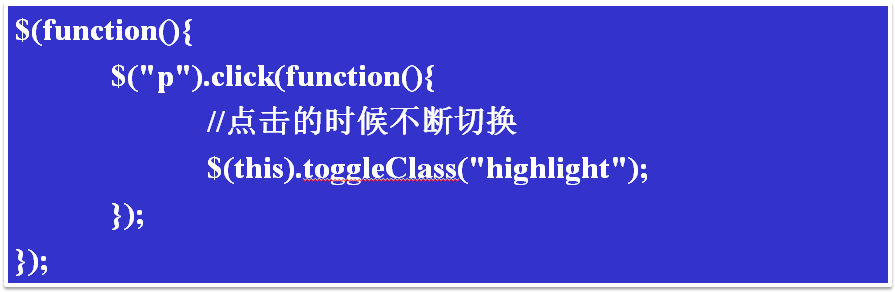 $(function(){
$("p").click(function(){
//点击的时候不断切换
$(this).toggleClass("highlight");
});
});